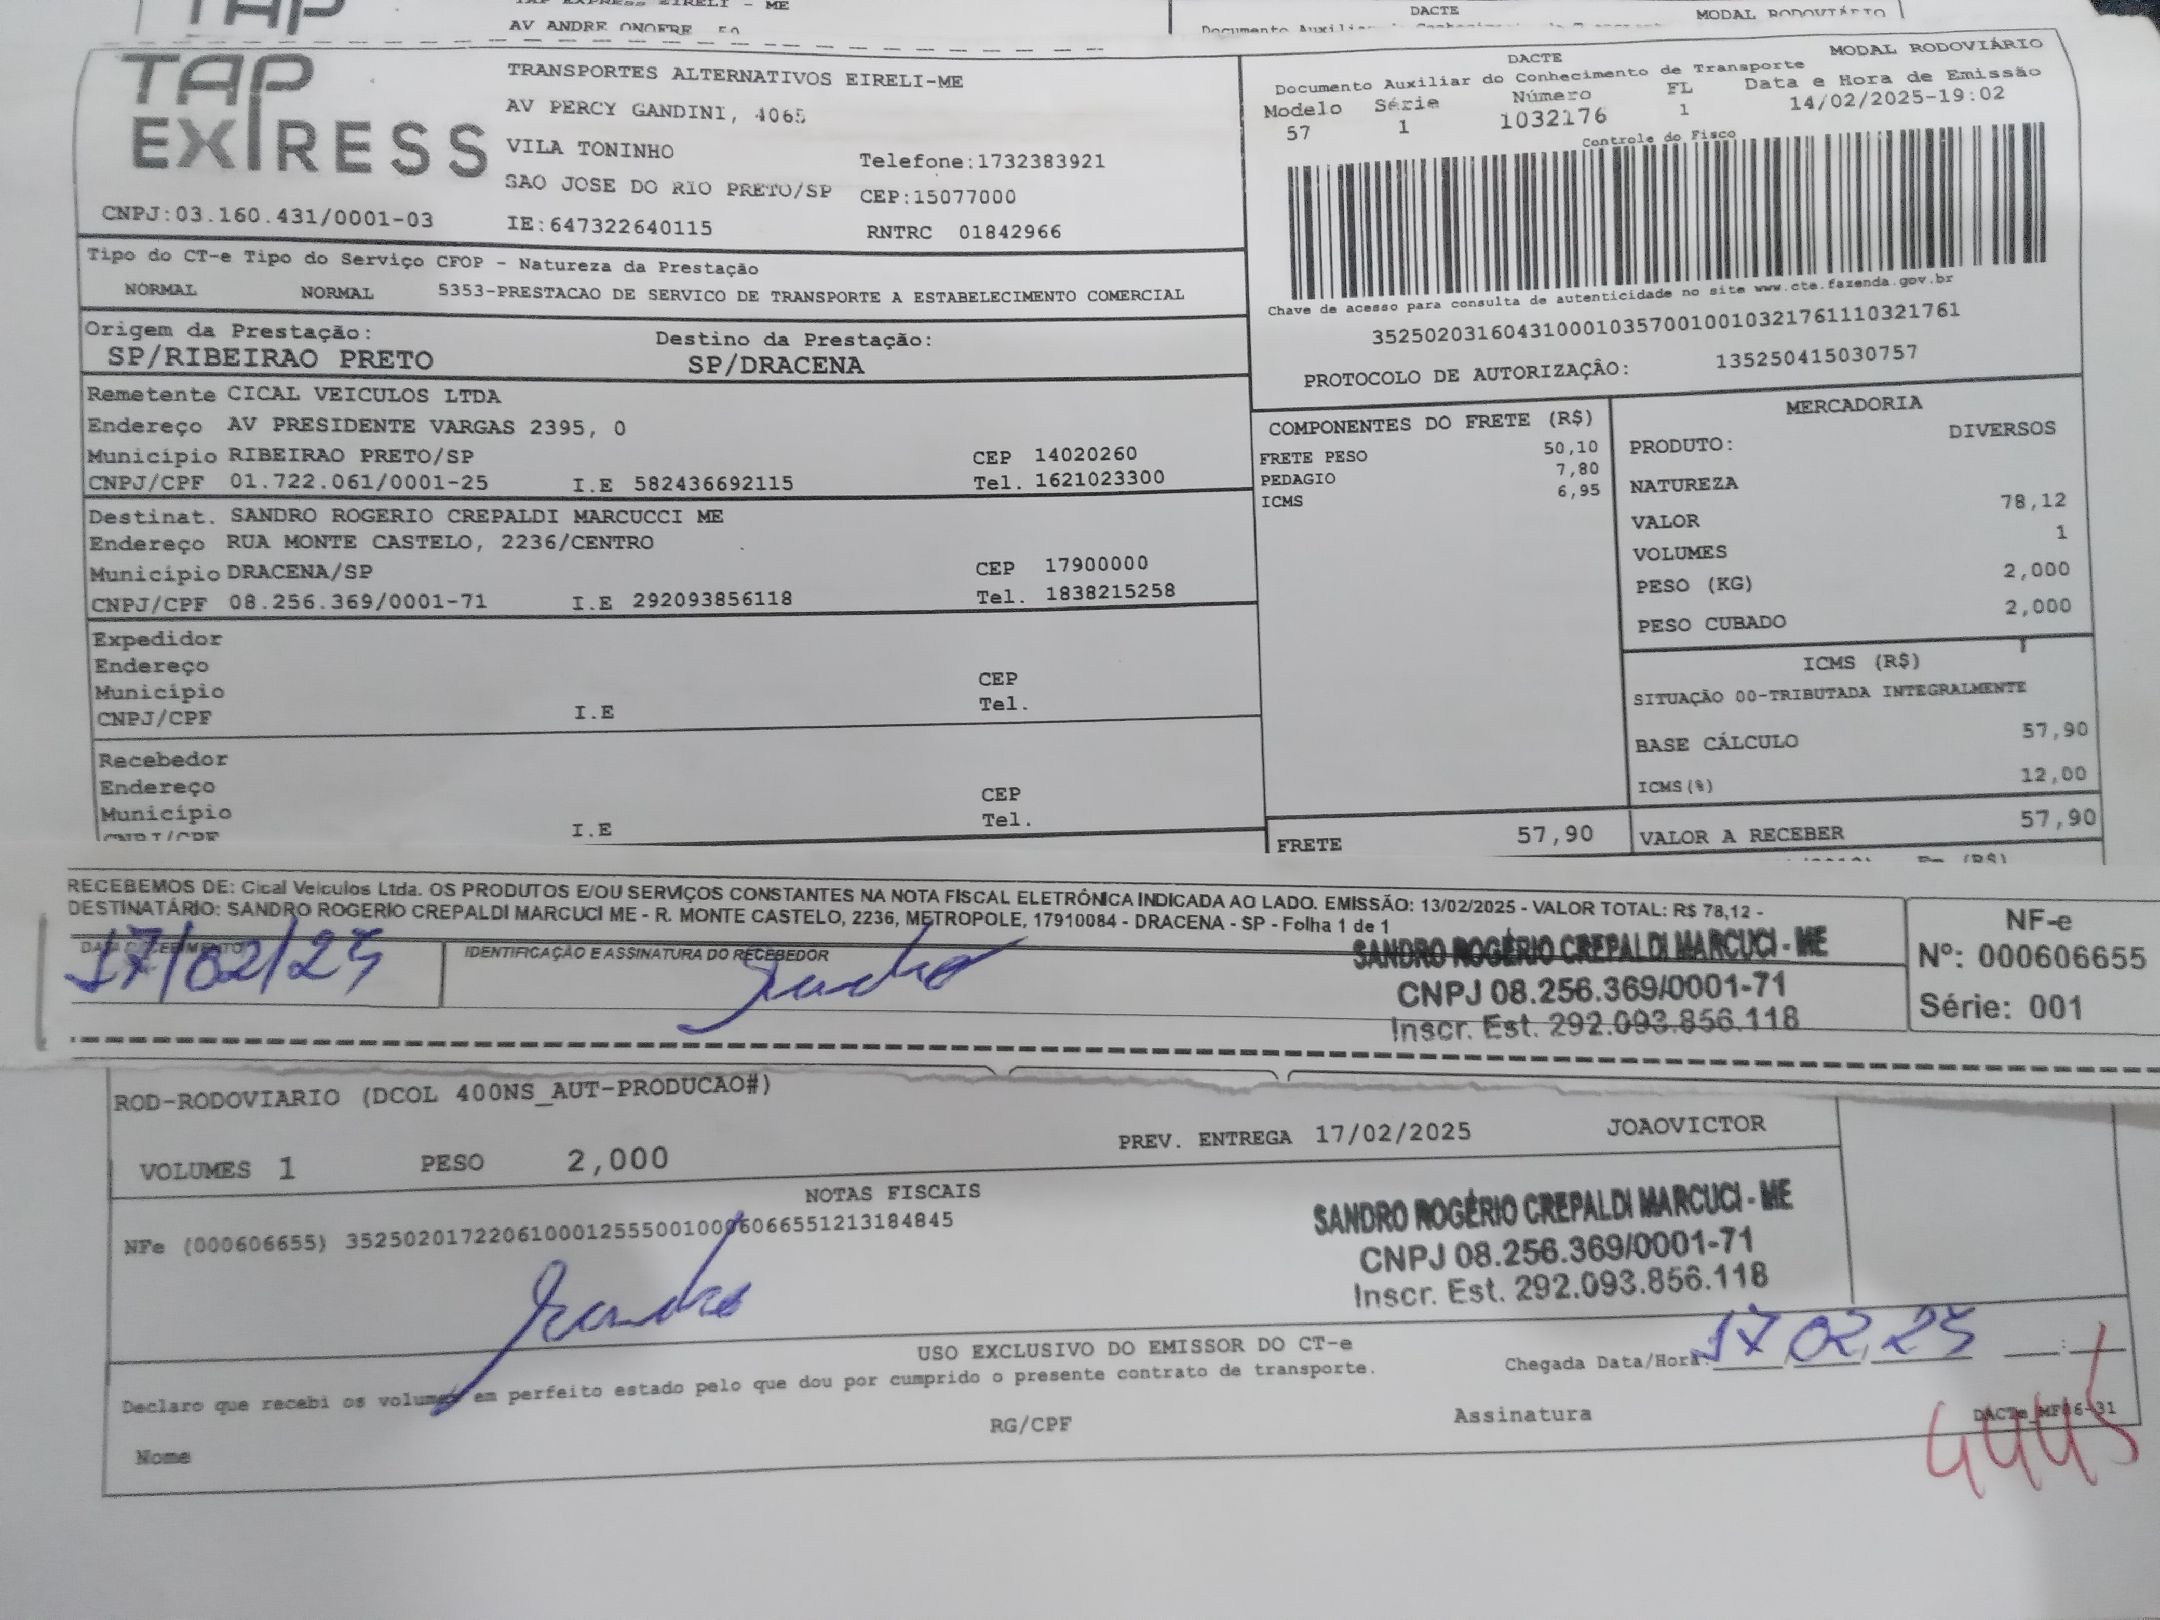 TAP
TAP EXPRESS EIRELI - ME
AV ANDRE ONOFRE, 50
DACTE
MODAL RODOVIÁRIO
Documento Auxiliar do Conhecimento de Transporte
TAP EXPRESS
TRANSPORTES ALTERNATIVOS EIRELI-ME
AV PERCY GANDINI, 4065
VILA TONINHO
Telefone:1732383921
SAO JOSE DO RIO PRETO/SP CEP:15077000
CNPJ:03.160.431/0001-03
IE:647322640115
RNTRC 01842966
DACTE
MODAL RODOVIÁRIO
Documento Auxiliar do Conhecimento de Transporte
Modelo Série Número FL Data e Hora de Emissão
57 1 1032176 1 14/02/2025-19:02
Controle do Fisco
Chave de acesso para consulta de autenticidade no site www.cte.fazenda.gov.br
35250203160431000103570010010321761110321761
PROTOCOLO DE AUTORIZAÇÃO: 135250415030757
Tipo do CT-e Tipo do Serviço CFOP - Natureza da Prestação
NORMAL NORMAL 5353-PRESTACAO DE SERVICO DE TRANSPORTE A ESTABELECIMENTO COMERCIAL
Origem da Prestação: Destino da Prestação:
SP/RIBEIRAO PRETO SP/DRACENA
Remetente CICAL VEICULOS LTDA
Endereço AV PRESIDENTE VARGAS 2395, 0
Município RIBEIRAO PRETO/SP CEP 14020260
CNPJ/CPF 01.722.061/0001-25 I.E 582436692115 Tel. 1621023300
Destinat. SANDRO ROGERIO CREPALDI MARCUCCI ME
Endereço RUA MONTE CASTELO, 2236/CENTRO
Município DRACENA/SP CEP 17900000
CNPJ/CPF 08.256.369/0001-71 I.E 292093856118 Tel. 1838215258
Expedidor
Endereço
Município CEP
CNPJ/CPF I.E Tel.
Recebedor
Endereço
Município CEP
CNPJ/CPF I.E Tel.
COMPONENTES DO FRETE (R$)
FRETE PESO 50,10
PEDAGIO 7,80
ICMS 6,95
FRETE 57,90
MERCADORIA
PRODUTO: DIVERSOS
NATUREZA
VALOR 78,12
VOLUMES 1
PESO (KG) 2,000
PESO CUBADO 2,000
ICMS (R$)
SITUAÇÃO 00-TRIBUTADA INTEGRALMENTE
BASE CÁLCULO 57,90
ICMS(%) 12,00
VALOR A RECEBER 57,90
RECEBEMOS DE: Cical Veículos Ltda. OS PRODUTOS E/OU SERVIÇOS CONSTANTES NA NOTA FISCAL ELETRÔNICA INDICADA AO LADO. EMISSÃO: 13/02/2025 - VALOR TOTAL: R$ 78,12 -
DESTINATÁRIO: SANDRO ROGERIO CREPALDI MARCUCI ME - R. MONTE CASTELO, 2236, METROPOLE, 17910084 - DRACENA - SP - Folha 1 de 1
17/02/25
IDENTIFICAÇÃO E ASSINATURA DO RECEBEDOR
Sandro
SANDRO ROGÉRIO CREPALDI MARCUCI - ME
CNPJ 08.256.369/0001-71
Inscr. Est. 292.093.856.118
NF-e
Nº: 000606655
Série: 001
ROD-RODOVIARIO (DCOL 400NS_AUT-PRODUCAO#)
VOLUMES 1 PESO 2,000 PREV. ENTREGA 17/02/2025 JOAOVICTOR
NOTAS FISCAIS
NFe (000606655) 35250201722061000125550010006066551213184845
SANDRO ROGÉRIO CREPALDI MARCUCI - ME
CNPJ 08.256.369/0001-71
Inscr. Est. 292.093.856.118
Sandro
USO EXCLUSIVO DO EMISSOR DO CT-e
Declaro que recebi os volumes em perfeito estado pelo que dou por cumprido o presente contrato de transporte.
Chegada Data/Hora: 17 02 25 :
Nome RG/CPF Assinatura
4445